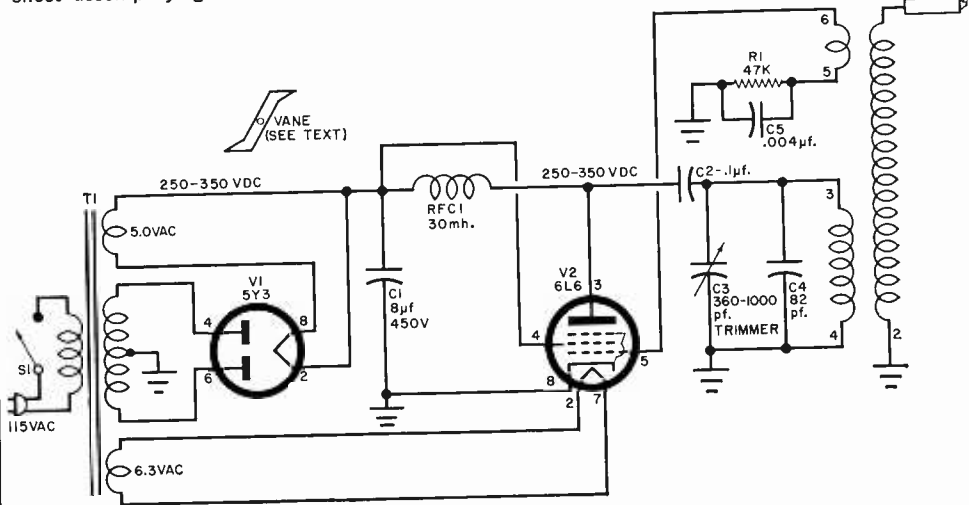 6
R1
47K
5
C5
.004µf.
VANE
(SEE TEXT)
250-350 VDC
250-350 VDC
C2-.1µf.
T1
3
5.0VAC
RFC1
30mh.
V1
5Y3
V2
6L6
3
4
8
C1
8µf
450V
C3
360-1000
pf.
TRIMMER
C4
82
pf.
4
5
6
2
8
S1
2
7
4
2
115VAC
6.3VAC